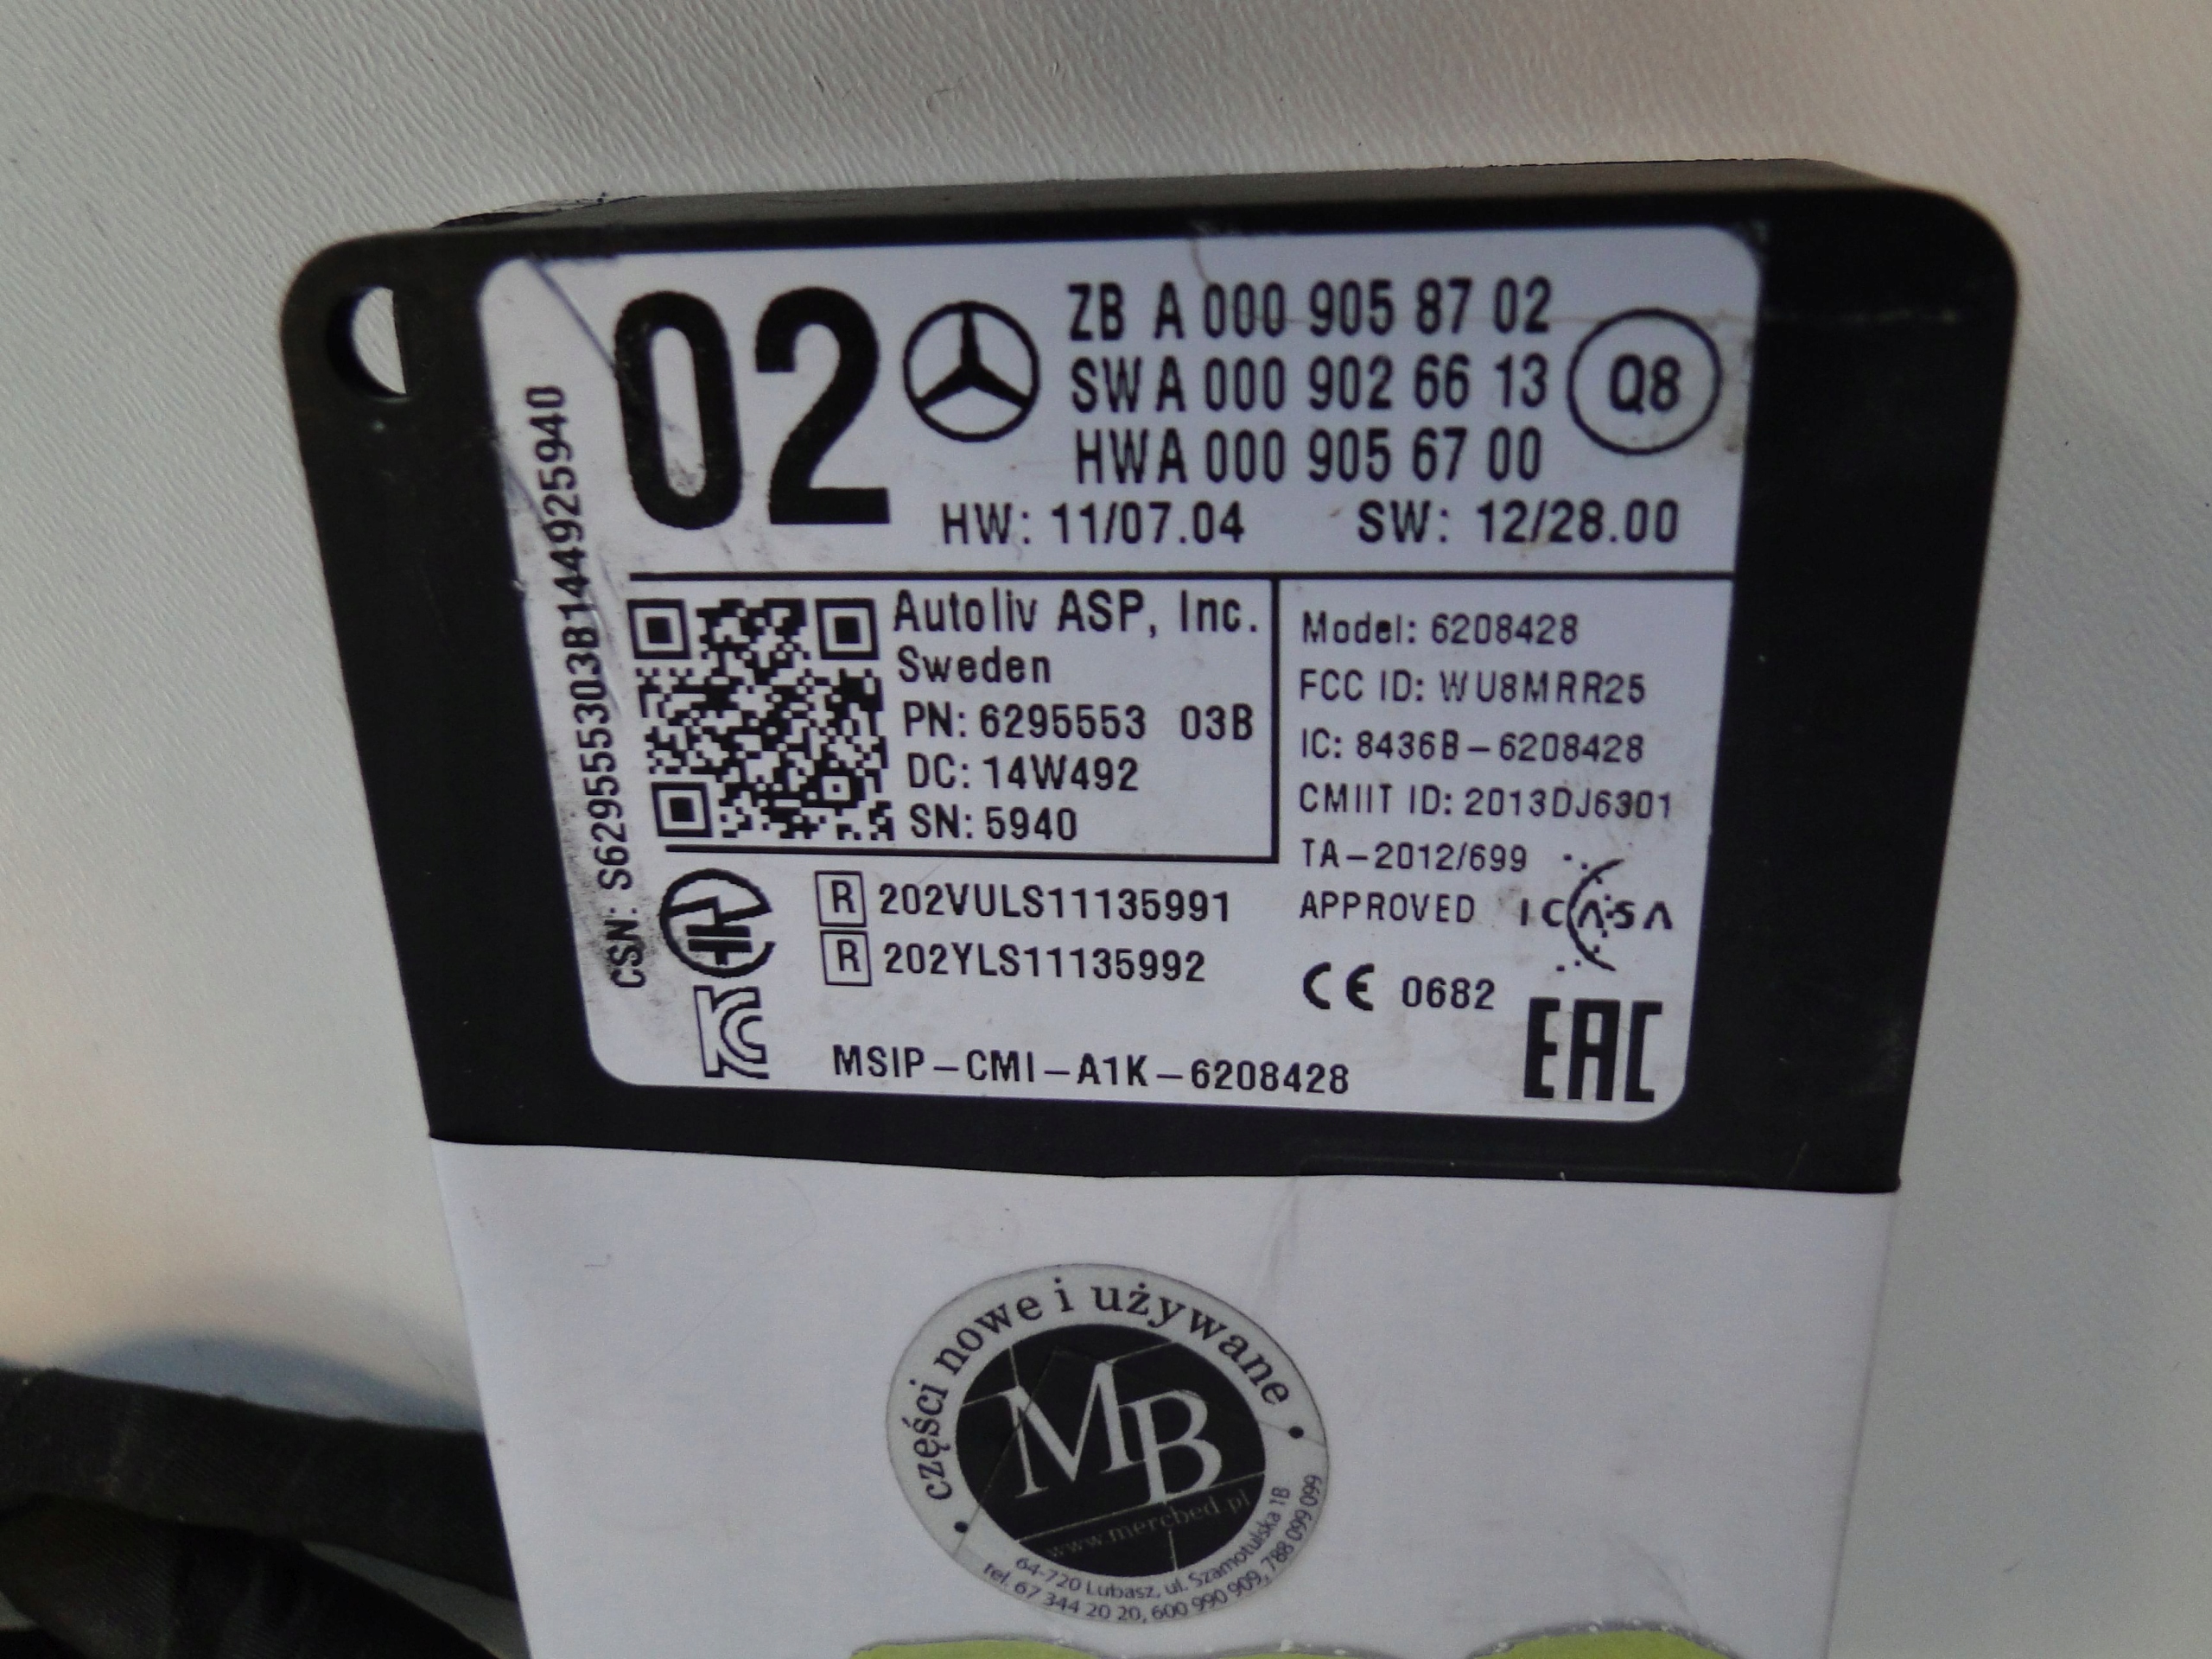 02
ZB A 000 905 87 02
SW A 000 902 66 13
HW A 000 905 67 00
Q8
HW: 11/07.04 SW: 12/28.00
CSN: S629555303B1449255940
Autoliv ASP, Inc.
Sweden
PN: 6295553 03B
DC: 14W492
SN: 5940
Model: 6208428
FCC ID: WU8MRR25
IC: 8436B-6208428
CMIIT ID: 2013DJ6301
TA-2012/699
APPROVED ICASA
R 202VULS11135991
R 202YLS11135992
CE 0682
EAC
MSIP-CMI-A1K-6208428
części nowe i używane
MB
www.mercbed.pl
64-720 Lubasz, ul. Szamotulska 1B
tel. 67 344 20 20, 600 990 909, 788 099 099